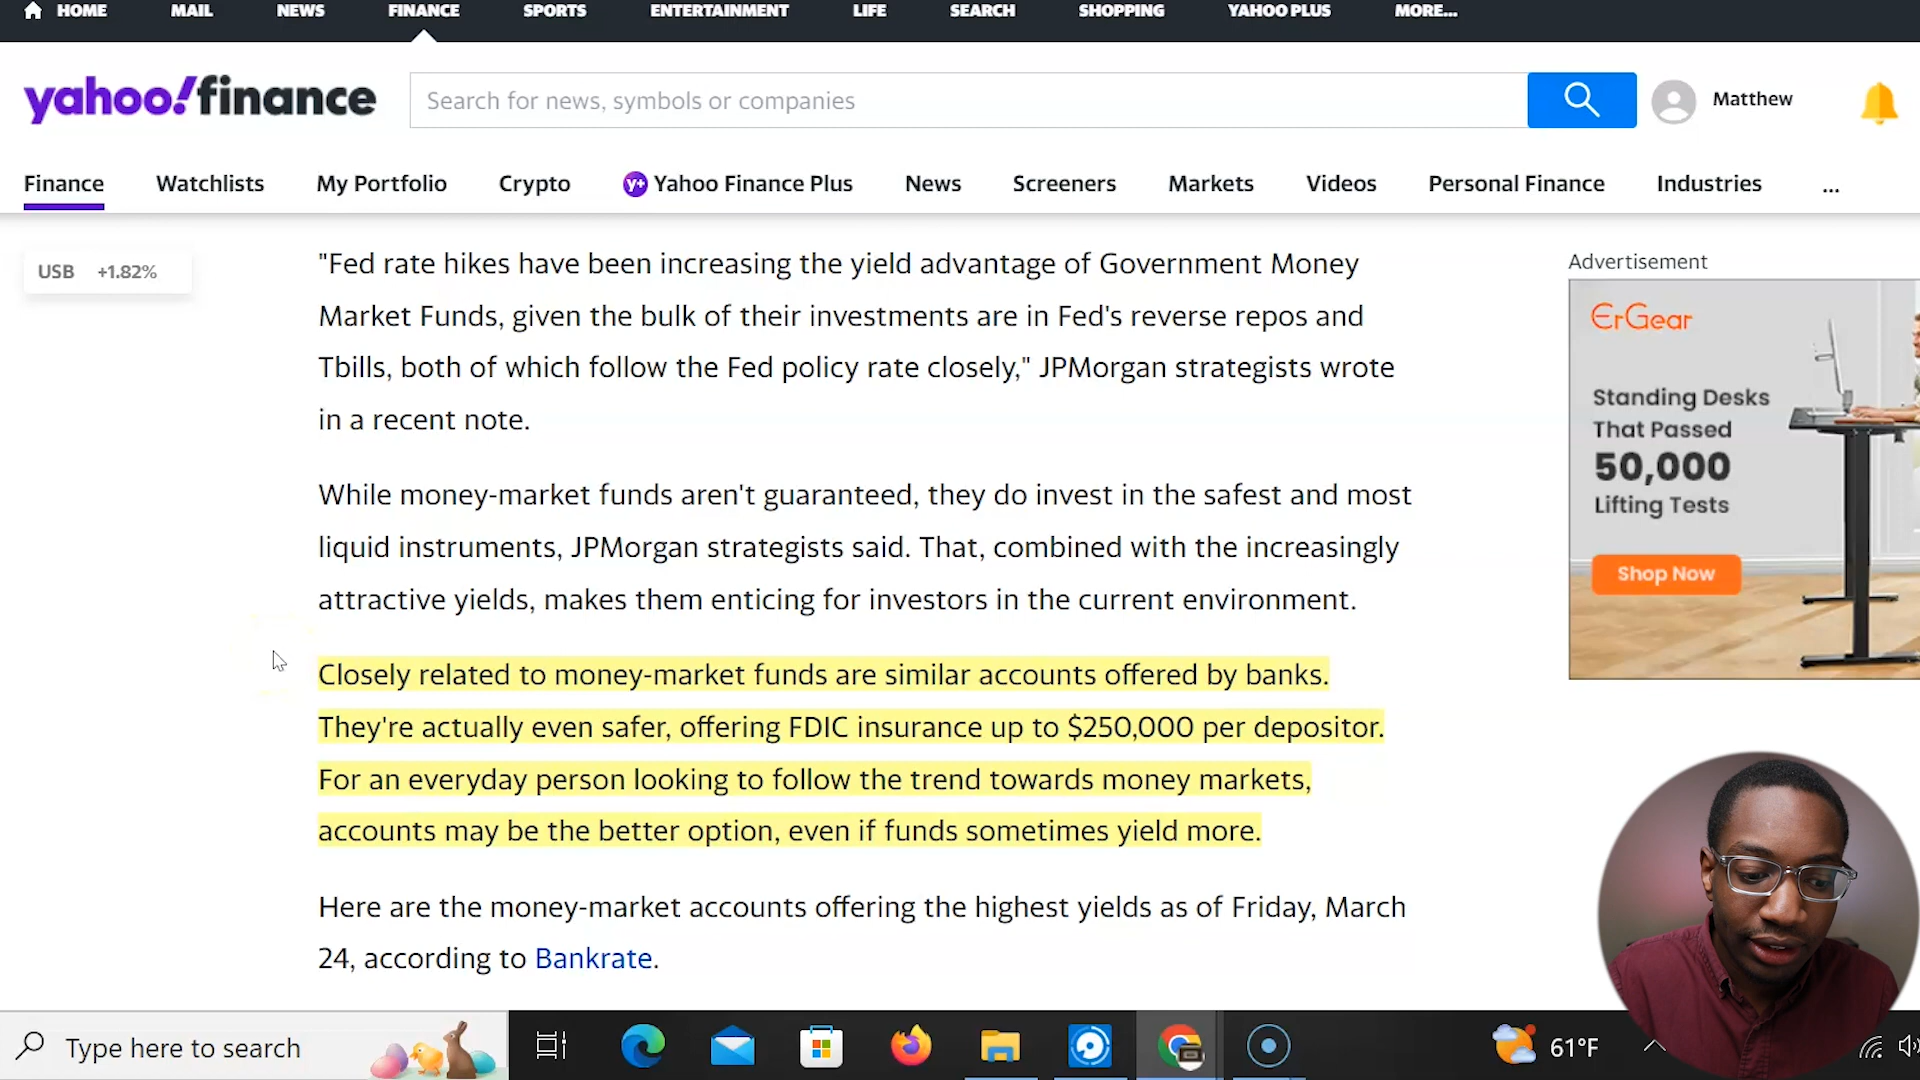 HOME MAIL NEWS FINANCE SPORTS ENTERTAINMENT LIFE SEARCH SHOPPING YAHOO PLUS MORE...
yahoo!finance
Search for news, symbols or companies
Matthew
Finance Watchlists My Portfolio Crypto y+ Yahoo Finance Plus News Screeners Markets Videos Personal Finance Industries ...
USB +1.82%
"Fed rate hikes have been increasing the yield advantage of Government Money
Market Funds, given the bulk of their investments are in Fed's reverse repos and
Tbills, both of which follow the Fed policy rate closely," JPMorgan strategists wrote
in a recent note.
While money-market funds aren't guaranteed, they do invest in the safest and most
liquid instruments, JPMorgan strategists said. That, combined with the increasingly
attractive yields, makes them enticing for investors in the current environment.
Closely related to money-market funds are similar accounts offered by banks.
They're actually even safer, offering FDIC insurance up to $250,000 per depositor.
For an everyday person looking to follow the trend towards money markets,
accounts may be the better option, even if funds sometimes yield more.
Here are the money-market accounts offering the highest yields as of Friday, March
24, according to Bankrate.
Advertisement
ErGear
Standing Desks
That Passed
50,000
Lifting Tests
Shop Now
Type here to search
61°F